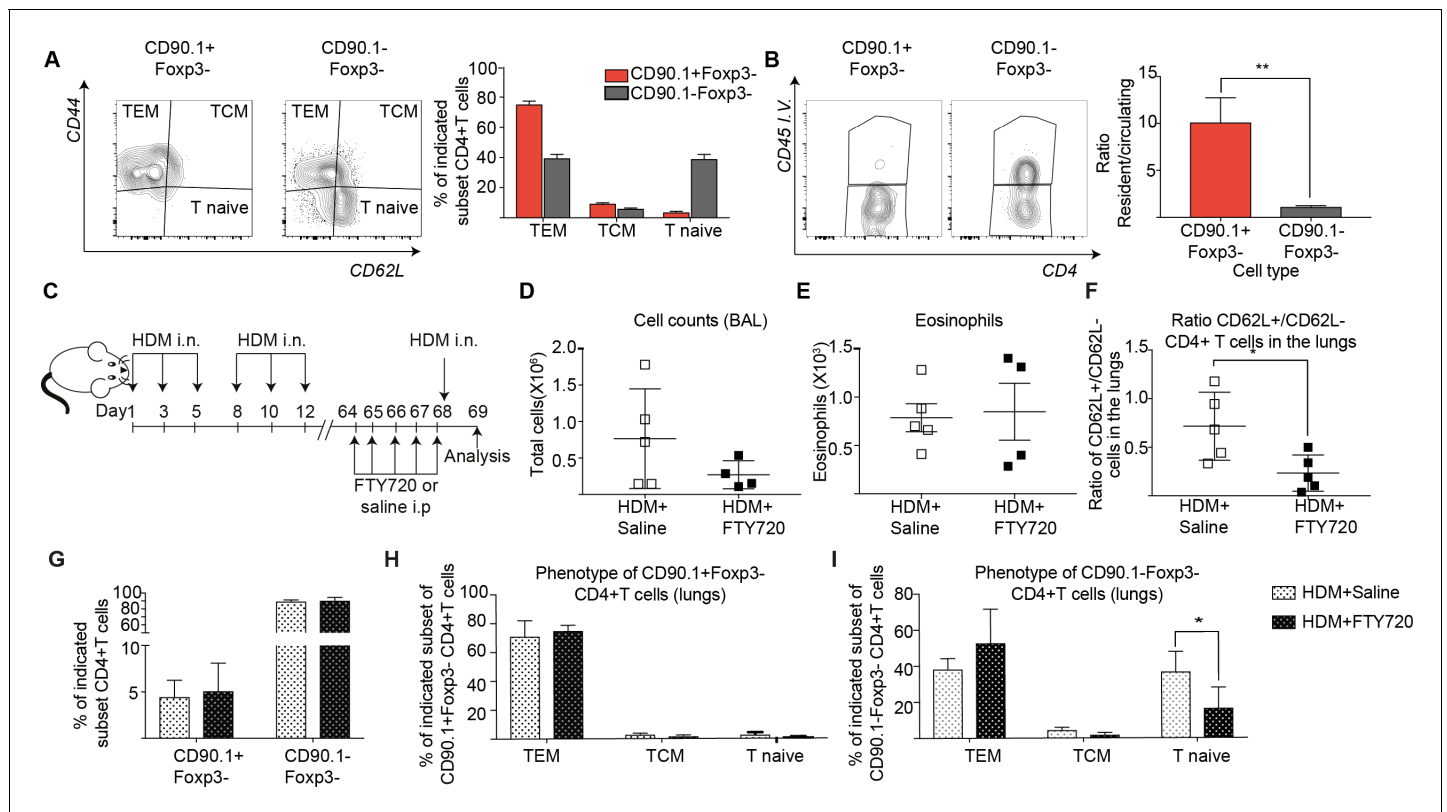 A
CD90.1+
Foxp3-
CD90.1-
Foxp3-
CD44
TEM
TCM
T naive
TEM
TCM
T naive
CD62L
% of indicated
subset CD4+T cells
100
80
60
40
20
CD90.1+Foxp3-
CD90.1-Foxp3-
TEM
TCM
T naive
B
CD90.1+
Foxp3-
CD90.1-
Foxp3-
CD45 I.V.
CD4
Ratio
Resident/circulating
15
10
5
**
CD90.1+
Foxp3-
CD90.1-
Foxp3-
Cell type
C
HDM i.n.
HDM i.n.
HDM i.n.
Day1 3 5 8 10 12 64 65 66 67 68 69
Analysis
FTY720 or
saline i.p
D
Cell counts (BAL)
Total cells(X10⁶)
2.0
1.5
1.0
0.5
HDM+
Saline
HDM+
FTY720
E
Eosinophils
Eosinophils (X10³)
1.5
1.0
0.5
HDM+
Saline
HDM+
FTY720
F
Ratio CD62L+/CD62L-
CD4+ T cells in the lungs
Ratio of CD62L+/CD62L-
cells in the lungs
1.5
1.0
0.5
*
HDM+
Saline
HDM+
FTY720
G
% of indicated
subset CD4+T cells
100
80
60
10
5
CD90.1+
Foxp3-
CD90.1-
Foxp3-
H
Phenotype of CD90.1+Foxp3-
CD4+T cells (lungs)
% of indicated subset of
CD90.1+Foxp3- CD4+T cells
100
80
60
40
20
TEM
TCM
T naive
I
Phenotype of CD90.1-Foxp3-
CD4+T cells (lungs)
% of indicated subset of
CD90.1-Foxp3- CD4+T cells
80
60
40
20
*
TEM
TCM
T naive
HDM+Saline
HDM+FTY720